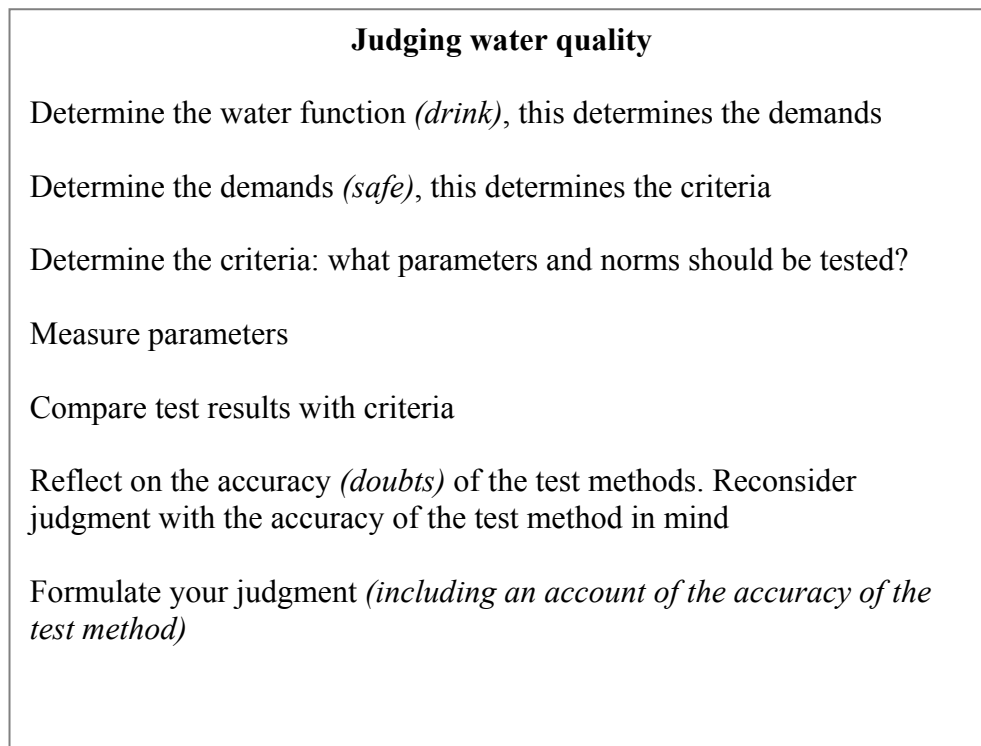 Judging water quality
Determine the water function (drink), this determines the demands
Determine the demands (safe), this determines the criteria
Determine the criteria: what parameters and norms should be tested?
Measure parameters
Compare test results with criteria
Reflect on the accuracy (doubts) of the test methods. Reconsider
judgment with the accuracy of the test method in mind
Formulate your judgment (including an account of the accuracy of the
test method)